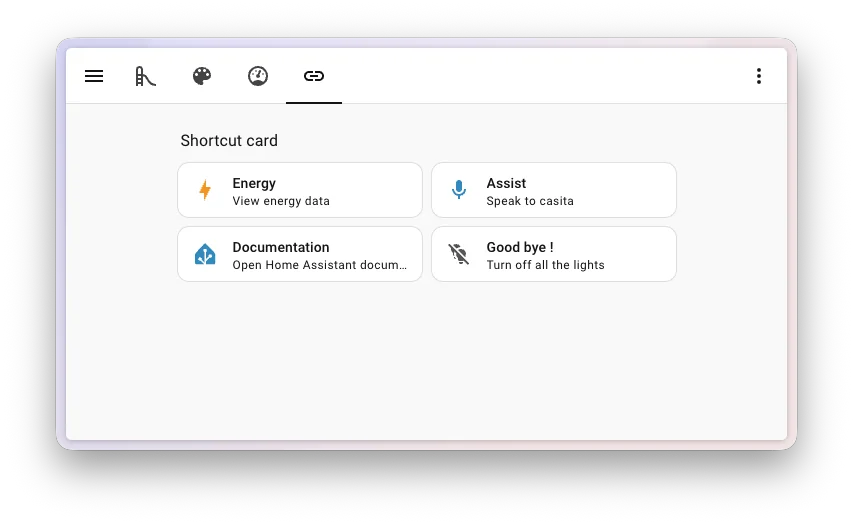 Shortcut card
Energy
View energy data
Assist
Speak to casita
Documentation
Open Home Assistant docum...
Good bye !
Turn off all the lights